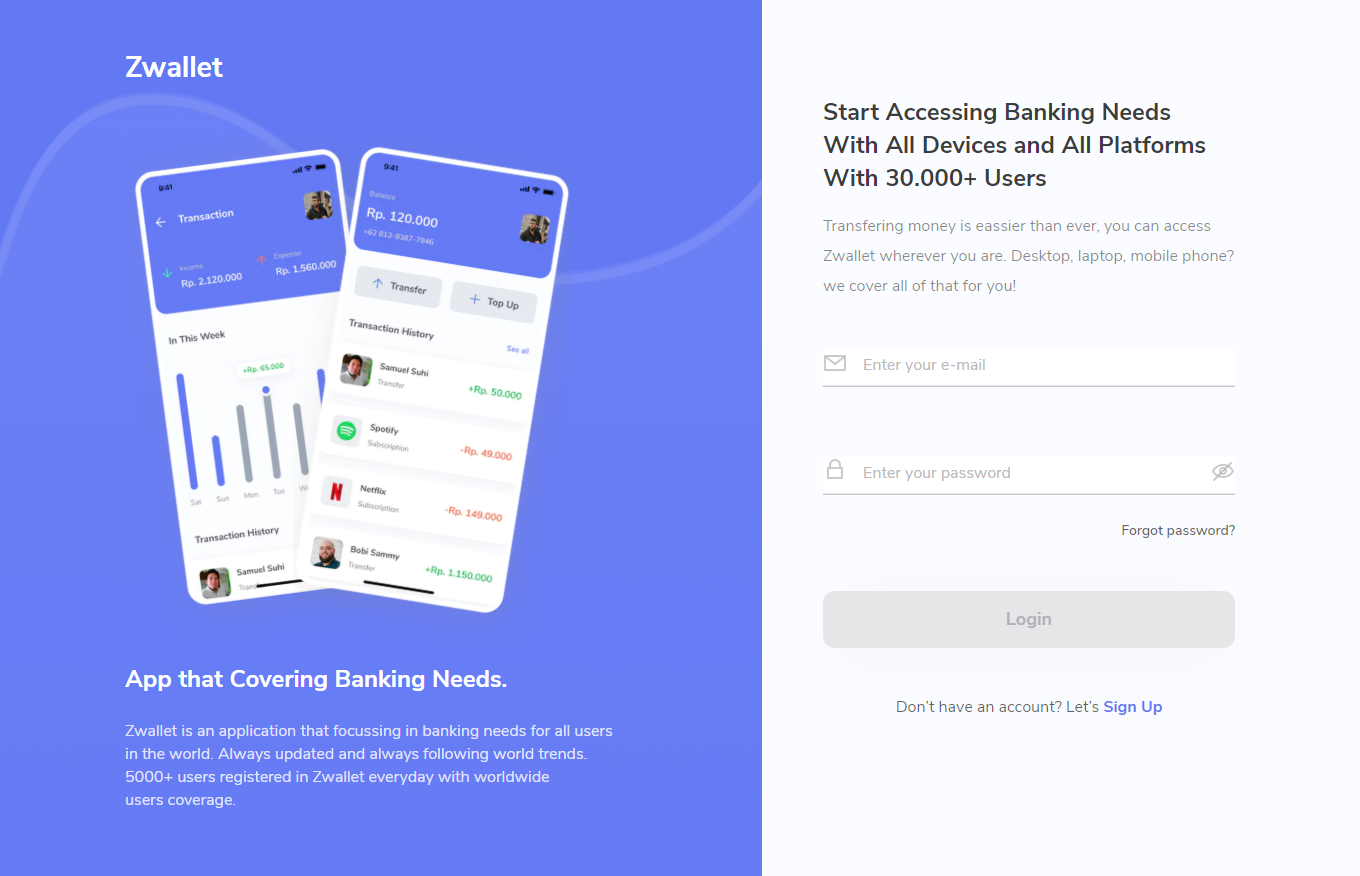 Zwallet
9:41
Transaction
Income
Rp. 2.120.000
Expense
Rp. 1.560.000
In This Week
+Rp. 65.000
Sat
Sun
Mon
Tue
Transaction History
Samuel Suhi
9:41
Balance
Rp. 120.000
+62 813-9387-7946
Transfer
Top Up
Transaction History
See all
Samuel Suhi
Transfer
+Rp. 50.000
Spotify
Subscription
-Rp. 49.000
Netflix
Subscription
-Rp. 149.000
Bobi Sammy
Transfer
+Rp. 1.150.000
App that Covering Banking Needs.
Zwallet is an application that focussing in banking needs for all users
in the world. Always updated and always following world trends.
5000+ users registered in Zwallet everyday with worldwide
users coverage.
Start Accessing Banking Needs
With All Devices and All Platforms
With 30.000+ Users
Transfering money is eassier than ever, you can access
Zwallet wherever you are. Desktop, laptop, mobile phone?
we cover all of that for you!
Enter your e-mail
Enter your password
Forgot password?
Login
Don’t have an account? Let’s Sign Up